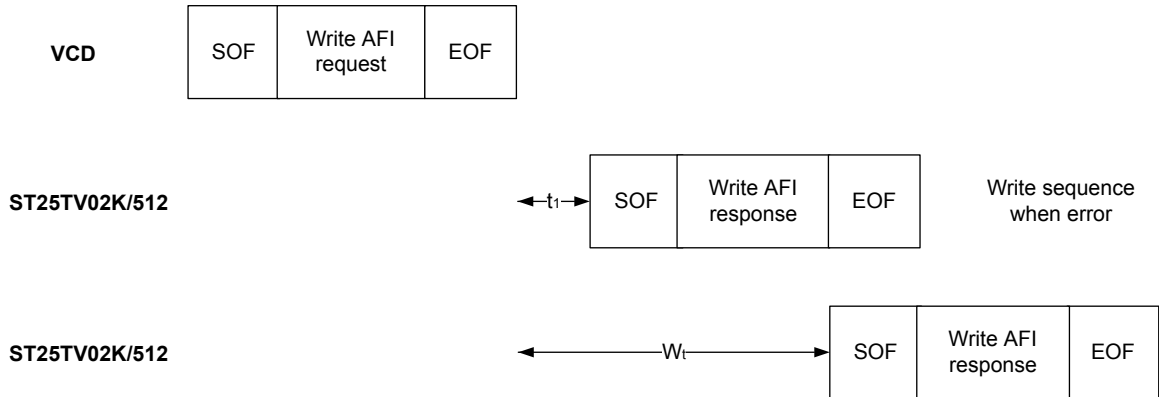 VCD
SOF
Write AFI
request
EOF
ST25TV02K/512
t1
SOF
Write AFI
response
EOF
Write sequence
when error
ST25TV02K/512
Wt
SOF
Write AFI
response
EOF